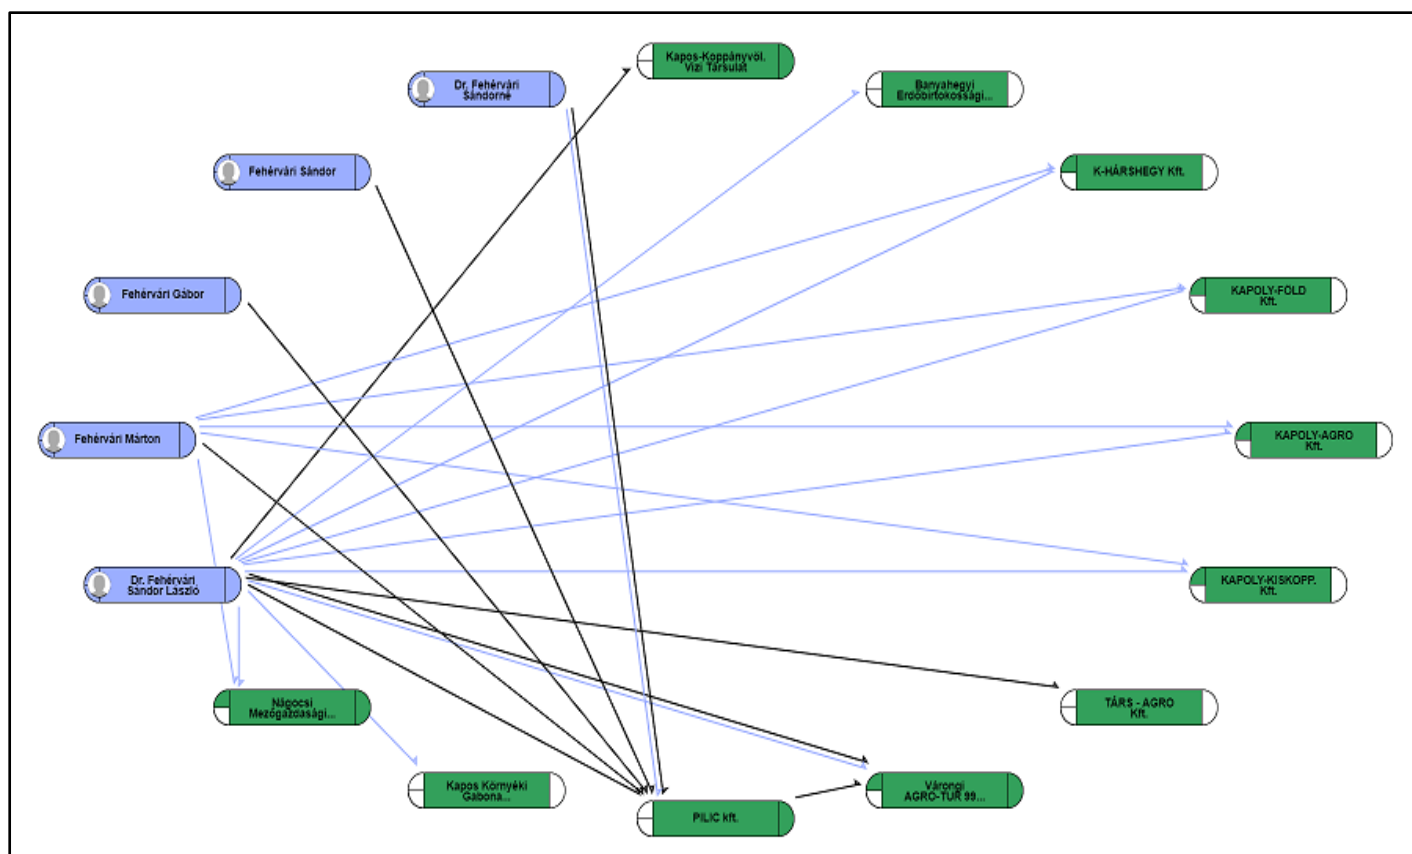 Kapos-Koppányvöl.
Vizi Társulat
Dr. Fehérvári
Sándorné
Banyahegyi
Erdőbirtokossági...
Fehérvári Sándor
K-HÁRSHEGY Kft.
Fehérvári Gábor
KAPOLY-FÖLD
Kft.
Fehérvári Márton
KAPOLY-AGRO
Kft.
Dr. Fehérvári
Sándor László
KAPOLY-KISKOPP.
Kft.
Nágocsi
Mezőgazdasági...
TÁRS - AGRO
Kft.
Kapos Környéki
Gabona...
Várongi
AGRO-TUR 99...
PILIC kft.